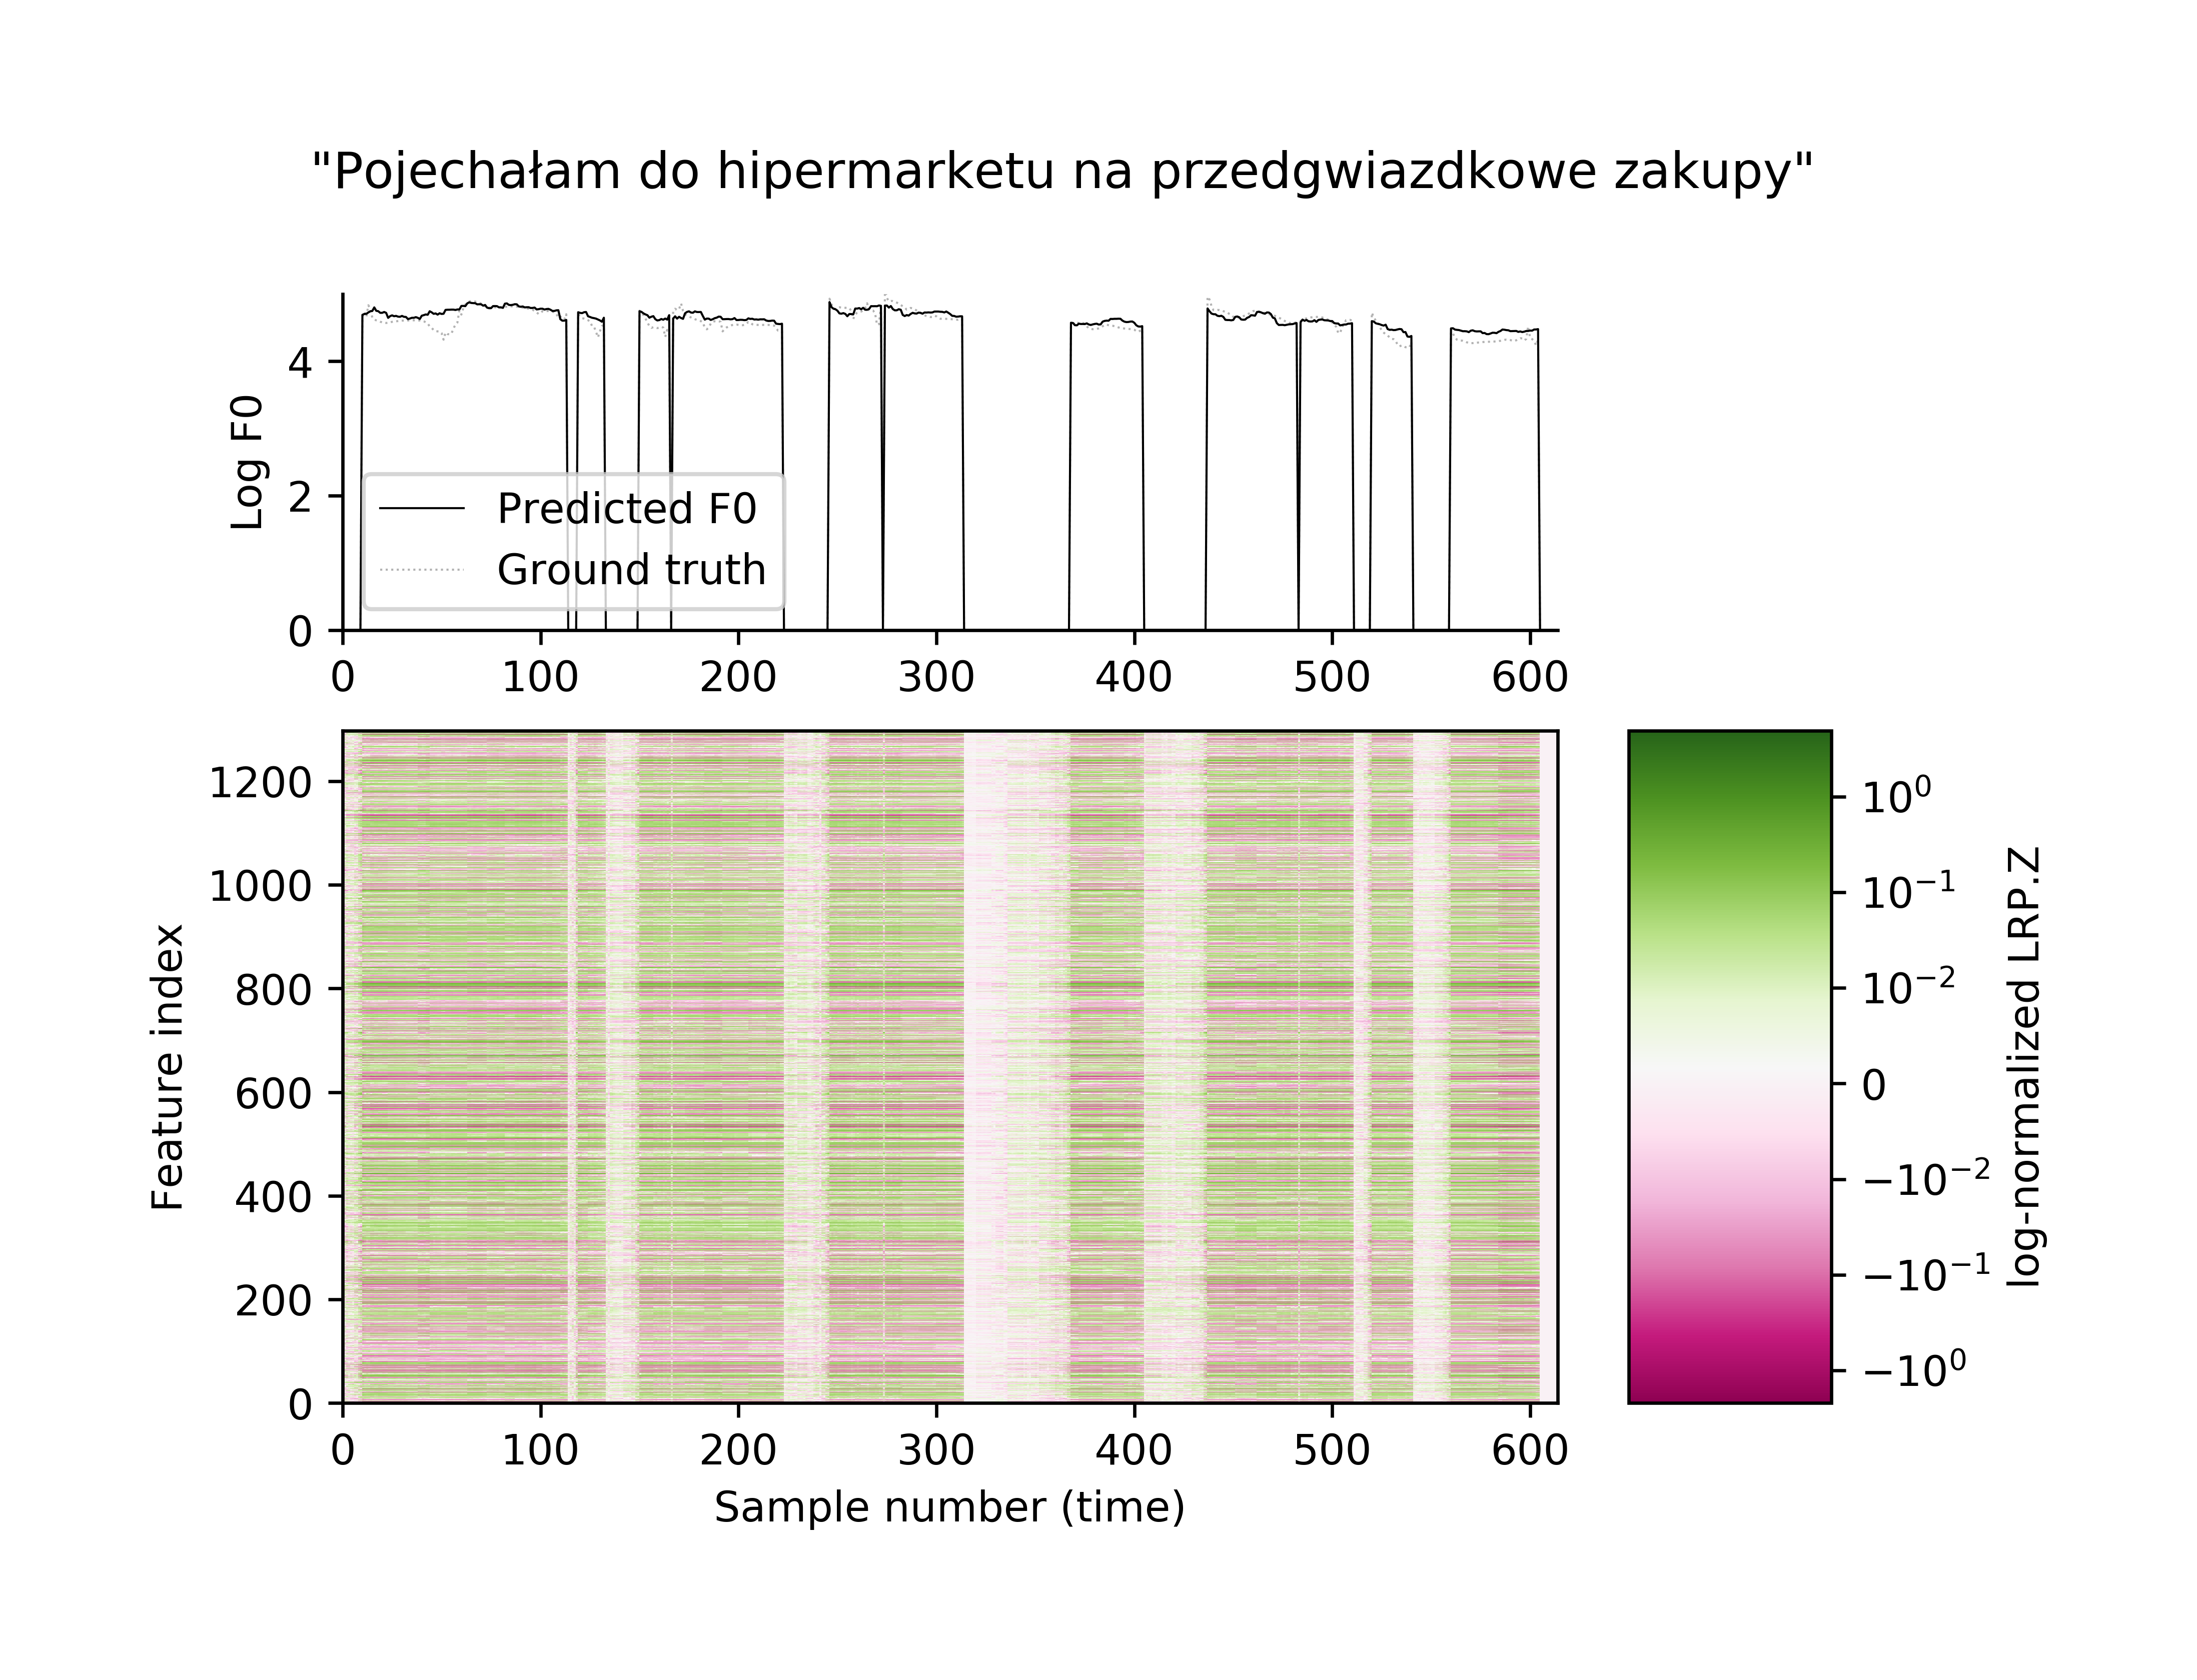 "Pojechałam do hipermarketu na przedgwiazdkowe zakupy"
Log F0
4
2
0
Predicted F0
Ground truth
0 100 200 300 400 500 600
Feature index
1200
1000
800
600
400
200
0
0 100 200 300 400 500 600
Sample number (time)
10⁰
10⁻¹
10⁻²
0
−10⁻²
−10⁻¹
−10⁰
log-normalized LRP.Z